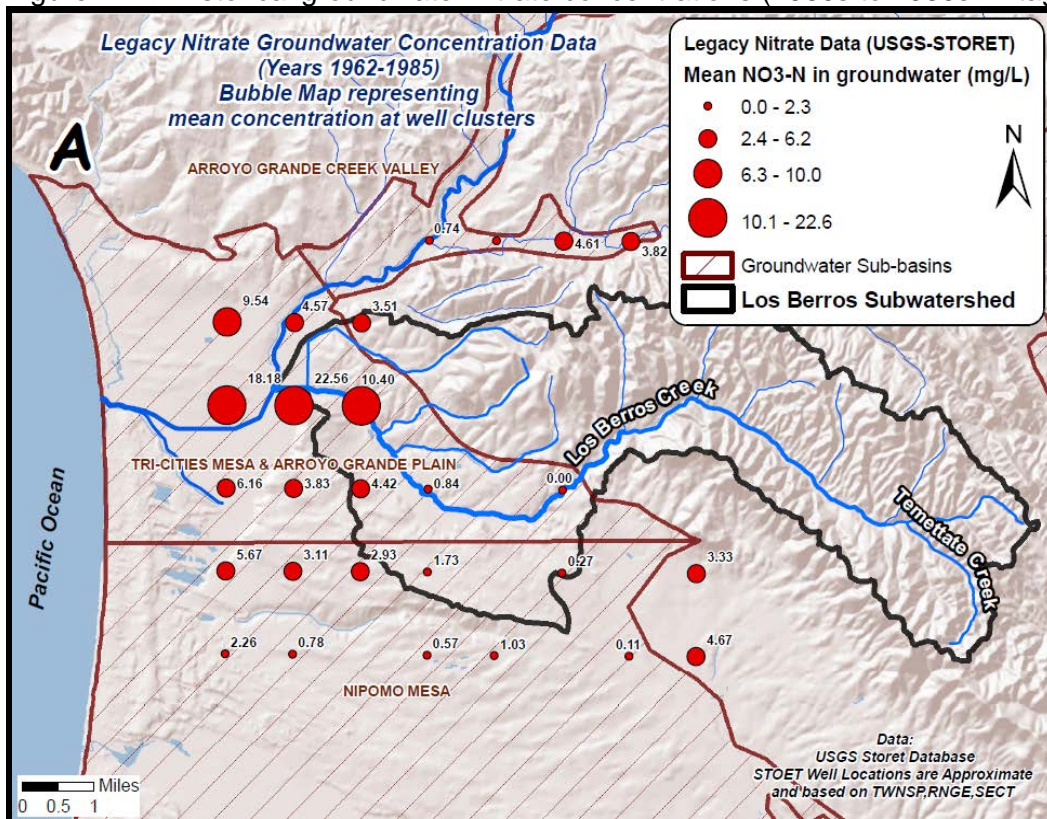 Legacy Nitrate Groundwater Concentration Data
(Years 1962-1985)
Bubble Map representing
mean concentration at well clusters
A
ARROYO GRANDE CREEK VALLEY
Legacy Nitrate Data (USGS-STORET)
Mean NO3-N in groundwater (mg/L)
0.0 - 2.3
2.4 - 6.2
6.3 - 10.0
10.1 - 22.6
Groundwater Sub-basins
Los Berros Subwatershed
N
0.74
4.61
3.82
9.54
4.57
3.51
18.18
22.56
10.40
Los Berros Creek
TRI-CITIES MESA & ARROYO GRANDE PLAIN
6.16
3.83
4.42
0.84
0.00
Temettate Creek
Pacific Ocean
5.67
3.11
2.93
1.73
0.27
3.33
2.26
0.78
0.57
1.03
0.11
4.67
NIPOMO MESA
Data:
USGS Storet Database
STOET Well Locations are Approximate
and based on TWNSP,RNGE,SECT
Miles
0 0.5 1